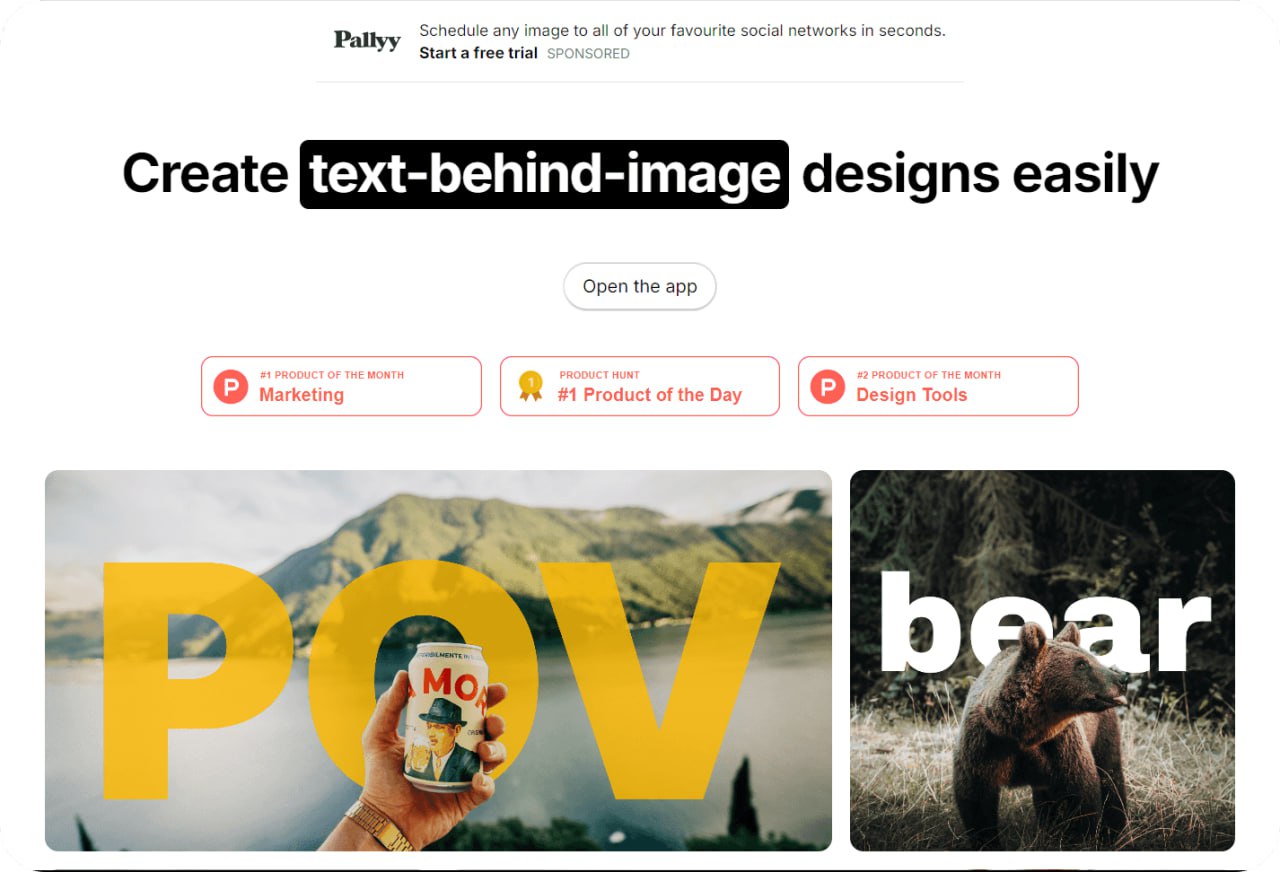 Pallyy
Schedule any image to all of your favourite social networks in seconds.
Start a free trial SPONSORED
Create text-behind-image designs easily
Open the app
P
#1 PRODUCT OF THE MONTH
Marketing
1
PRODUCT HUNT
#1 Product of the Day
P
#2 PRODUCT OF THE MONTH
Design Tools
POV
MO
bear